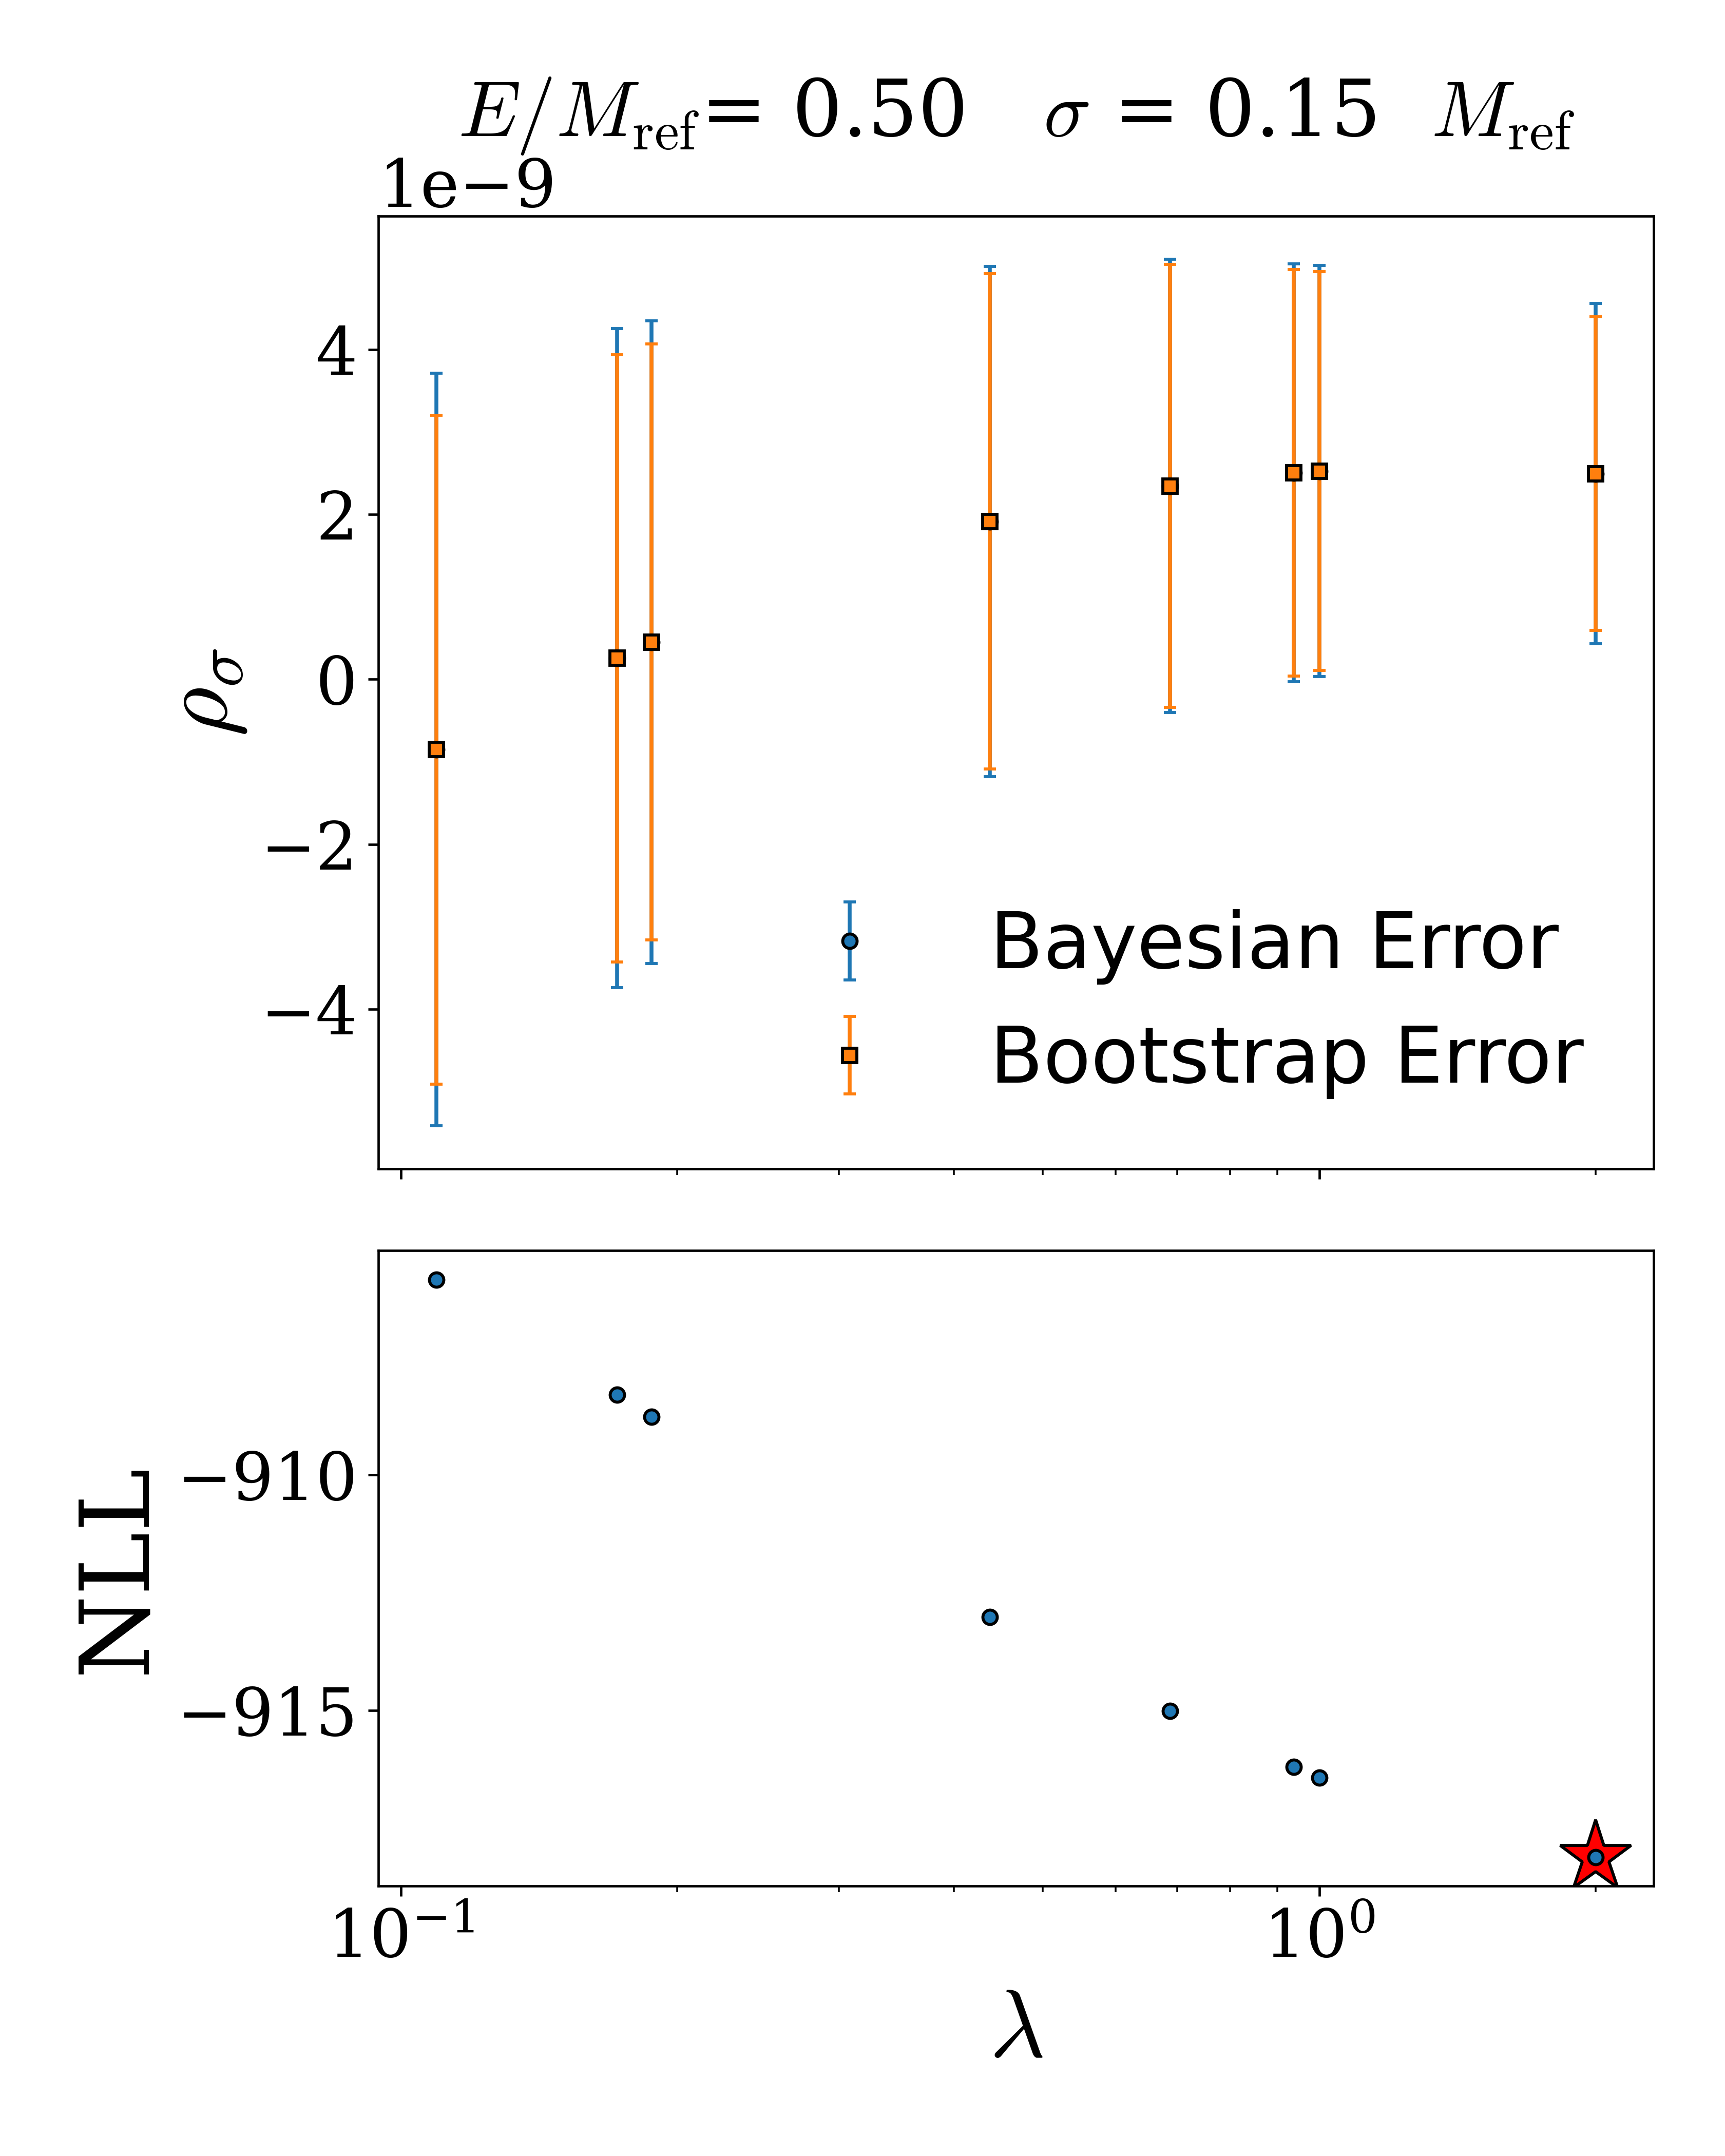 E/M_ref= 0.50 σ = 0.15 M_ref
1e−9
4
2
0
−2
−4
ρ_σ
Bayesian Error
Bootstrap Error
−910
−915
NLL
10^−1
10^0
λ